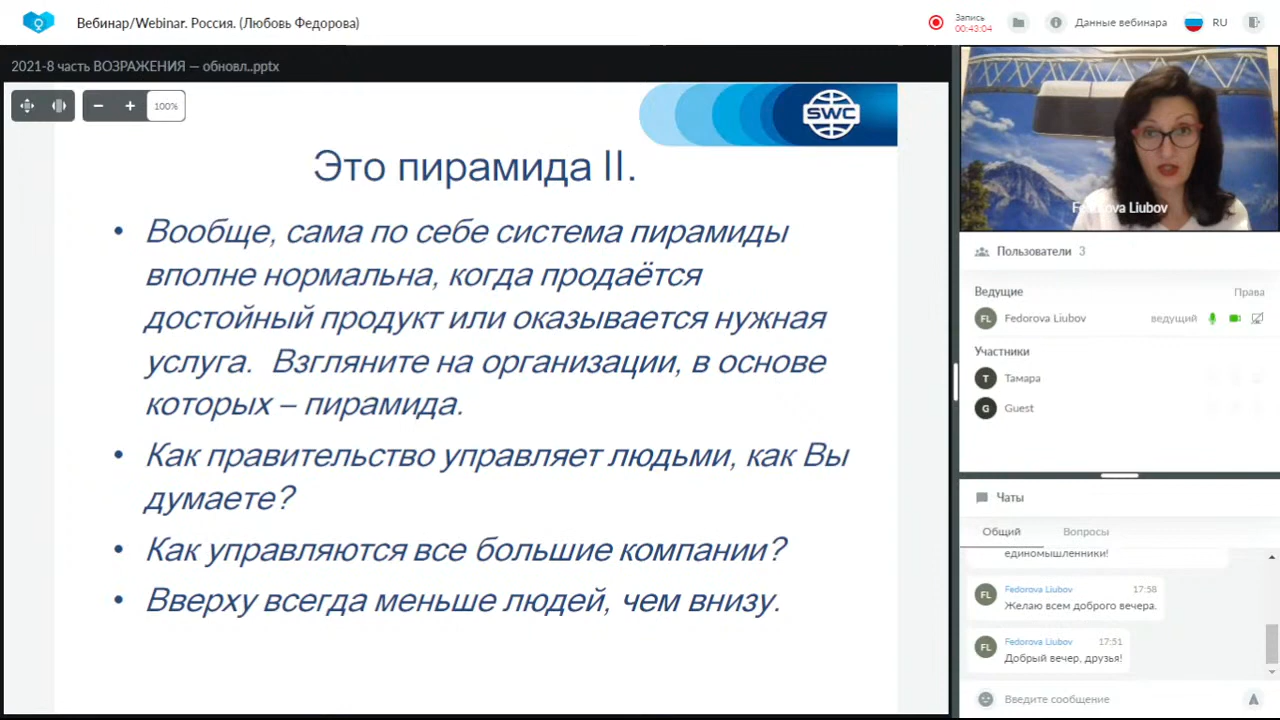 Вебинар/Webinar. Россия. (Любовь Федорова)
Запись
00:43:04
Данные вебинара
RU
2021-8 часть ВОЗРАЖЕНИЯ — обновл..pptx
100%
SWC
Это пирамида II.
• Вообще, сама по себе система пирамиды
вполне нормальна, когда продаётся
достойный продукт или оказывается нужная
услуга. Взгляните на организации, в основе
которых – пирамида.
• Как правительство управляет людьми, как Вы
думаете?
• Как управляются все большие компании?
• Вверху всегда меньше людей, чем внизу.
Fedorova Liubov
Пользователи 3
Ведущие
Права
FL Fedorova Liubov ведущий
Участники
T Тамара
G Guest
Чаты
Общий Вопросы
единомышленники!
FL Fedorova Liubov 17:58
Желаю всем доброго вечера.
FL Fedorova Liubov 17:51
Добрый вечер, друзья!
Введите сообщение